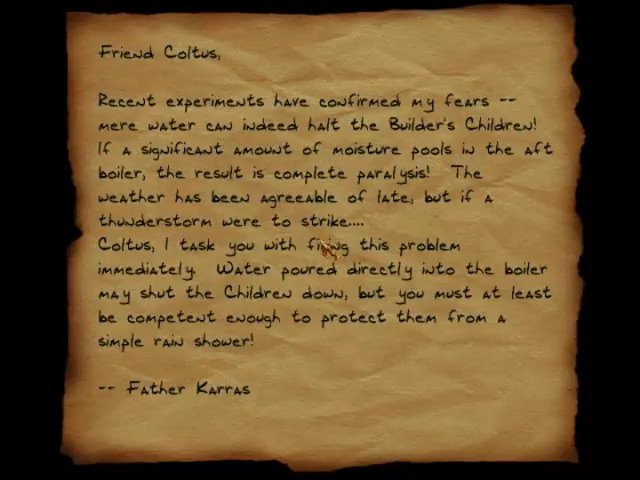 Friend Coltus,
Recent experiments have confirmed my fears --
mere water can indeed halt the Builder's Children!
If a significant amount of moisture pools in the aft
boiler, the result is complete paralysis! The
weather has been agreeable of late, but if a
thunderstorm were to strike....
Coltus, I task you with fixing this problem
immediately. Water poured directly into the boiler
may shut the Children down, but you must at least
be competent enough to protect them from a
simple rain shower!
-- Father Karras